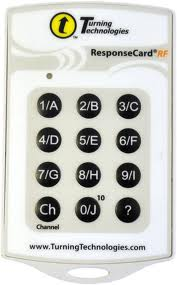 t Turning
Technologies
TM
ResponseCard® RF
1/A 2/B 3/C
4/D 5/E 6/F
7/G 8/H 9/I
10
Ch 0/J ?
Channel
www.TurningTechnologies.com